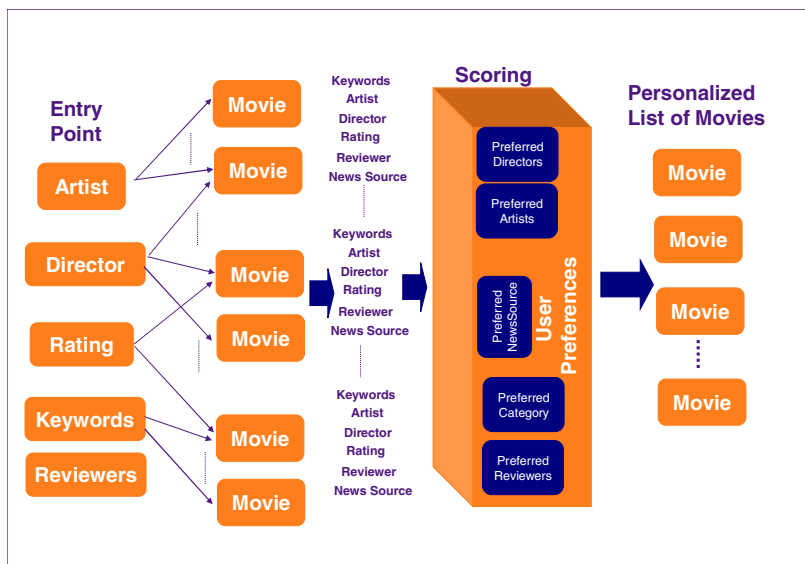 Entry
Point
Artist
Director
Rating
Keywords
Reviewers
Movie
Movie
Movie
Movie
Movie
Movie
Keywords
Artist
Director
Rating
Reviewer
News Source
Keywords
Artist
Director
Rating
Reviewer
News Source
Keywords
Artist
Director
Rating
Reviewer
News Source
Scoring
Preferred
Directors
Preferred
Artists
Preferred
NewsSource
User
Preferences
Preferred
Category
Preferred
Reviewers
Personalized
List of Movies
Movie
Movie
Movie
Movie